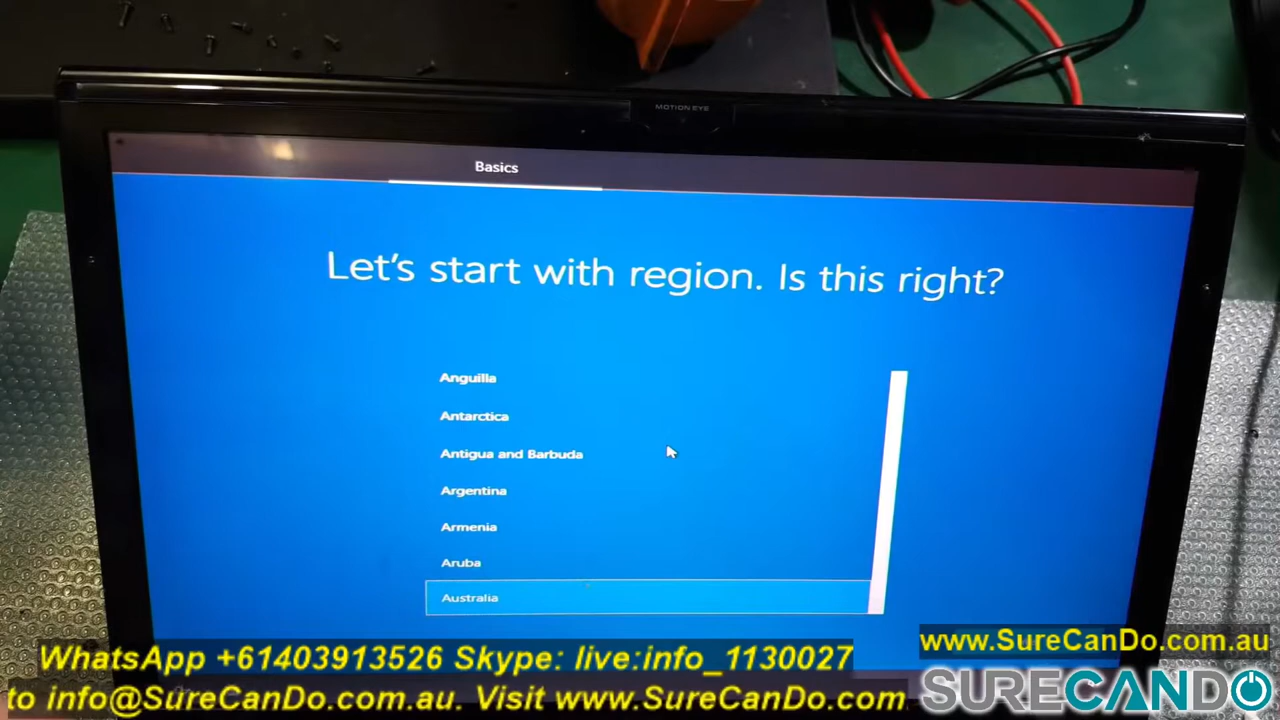 MOTION EYE
Basics
Let's start with region. Is this right?
Anguilla
Antarctica
Antigua and Barbuda
Argentina
Armenia
Aruba
Australia
WhatsApp +61403913526 Skype: live:info_1130027
to info@SureCanDo.com.au. Visit www.SureCanDo.com
www.SureCanDo.com.au
SURECANDO